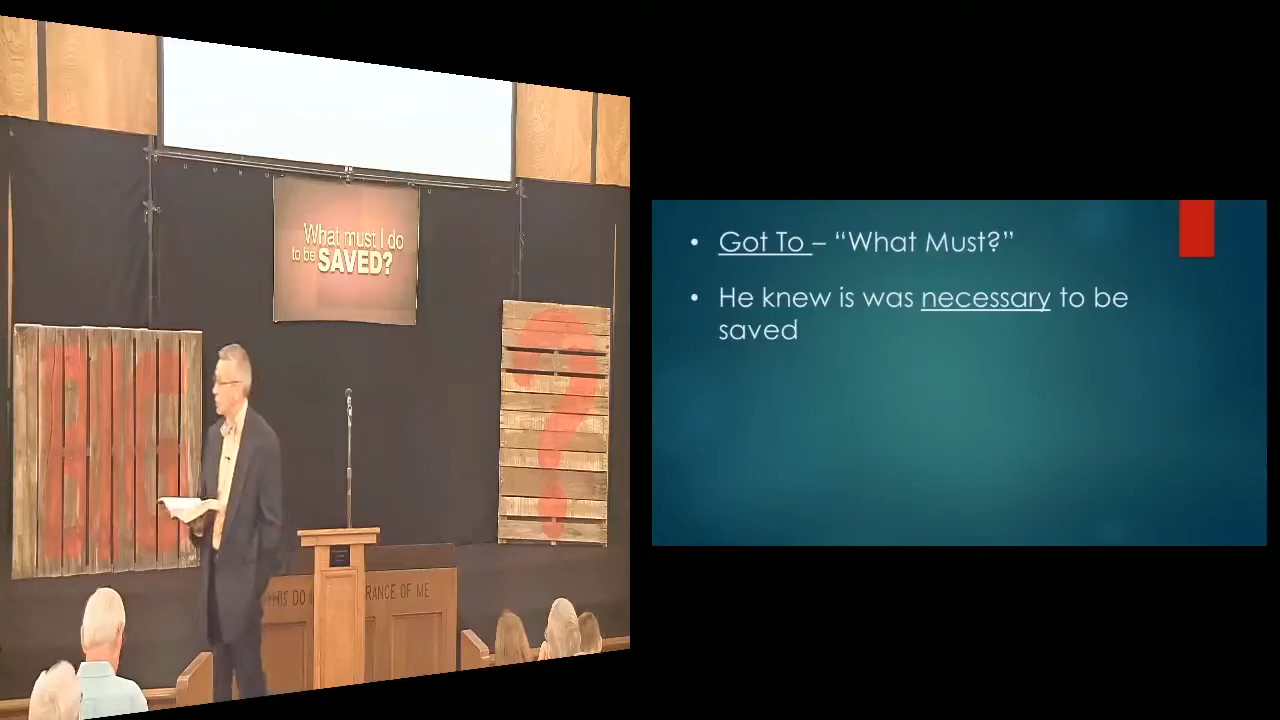 What must I do
to be SAVED?
BIG
?
THIS DO I
RANCE OF ME
• Got To – “What Must?”
• He knew is was necessary to be
saved